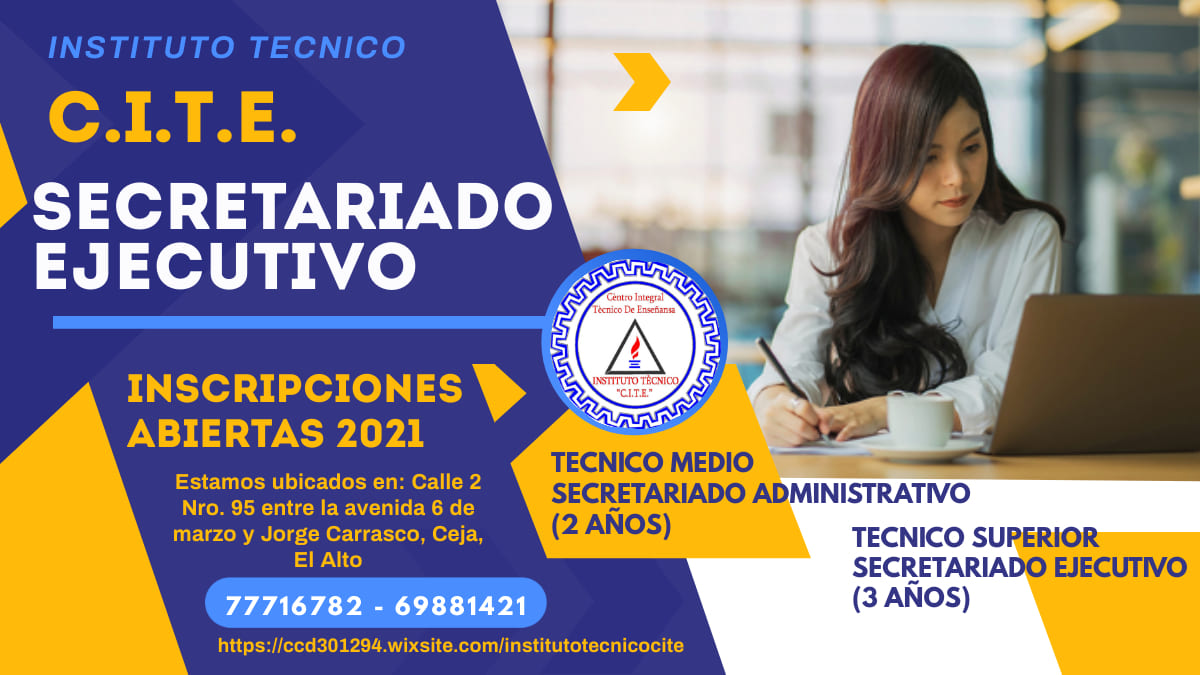 INSTITUTO TECNICO
C.I.T.E.
SECRETARIADO
EJECUTIVO
Centro Integral
Tècnico De Enseñansa
INSTITUTO TÈCNICO
"C.I.T.E."
INSCRIPCIONES
ABIERTAS 2021
Estamos ubicados en: Calle 2
Nro. 95 entre la avenida 6 de
marzo y Jorge Carrasco, Ceja,
El Alto
77716782 - 69881421
https://ccd301294.wixsite.com/institutotecnicocite
TECNICO MEDIO
SECRETARIADO ADMINISTRATIVO
(2 AÑOS)
TECNICO SUPERIOR
SECRETARIADO EJECUTIVO
(3 AÑOS)